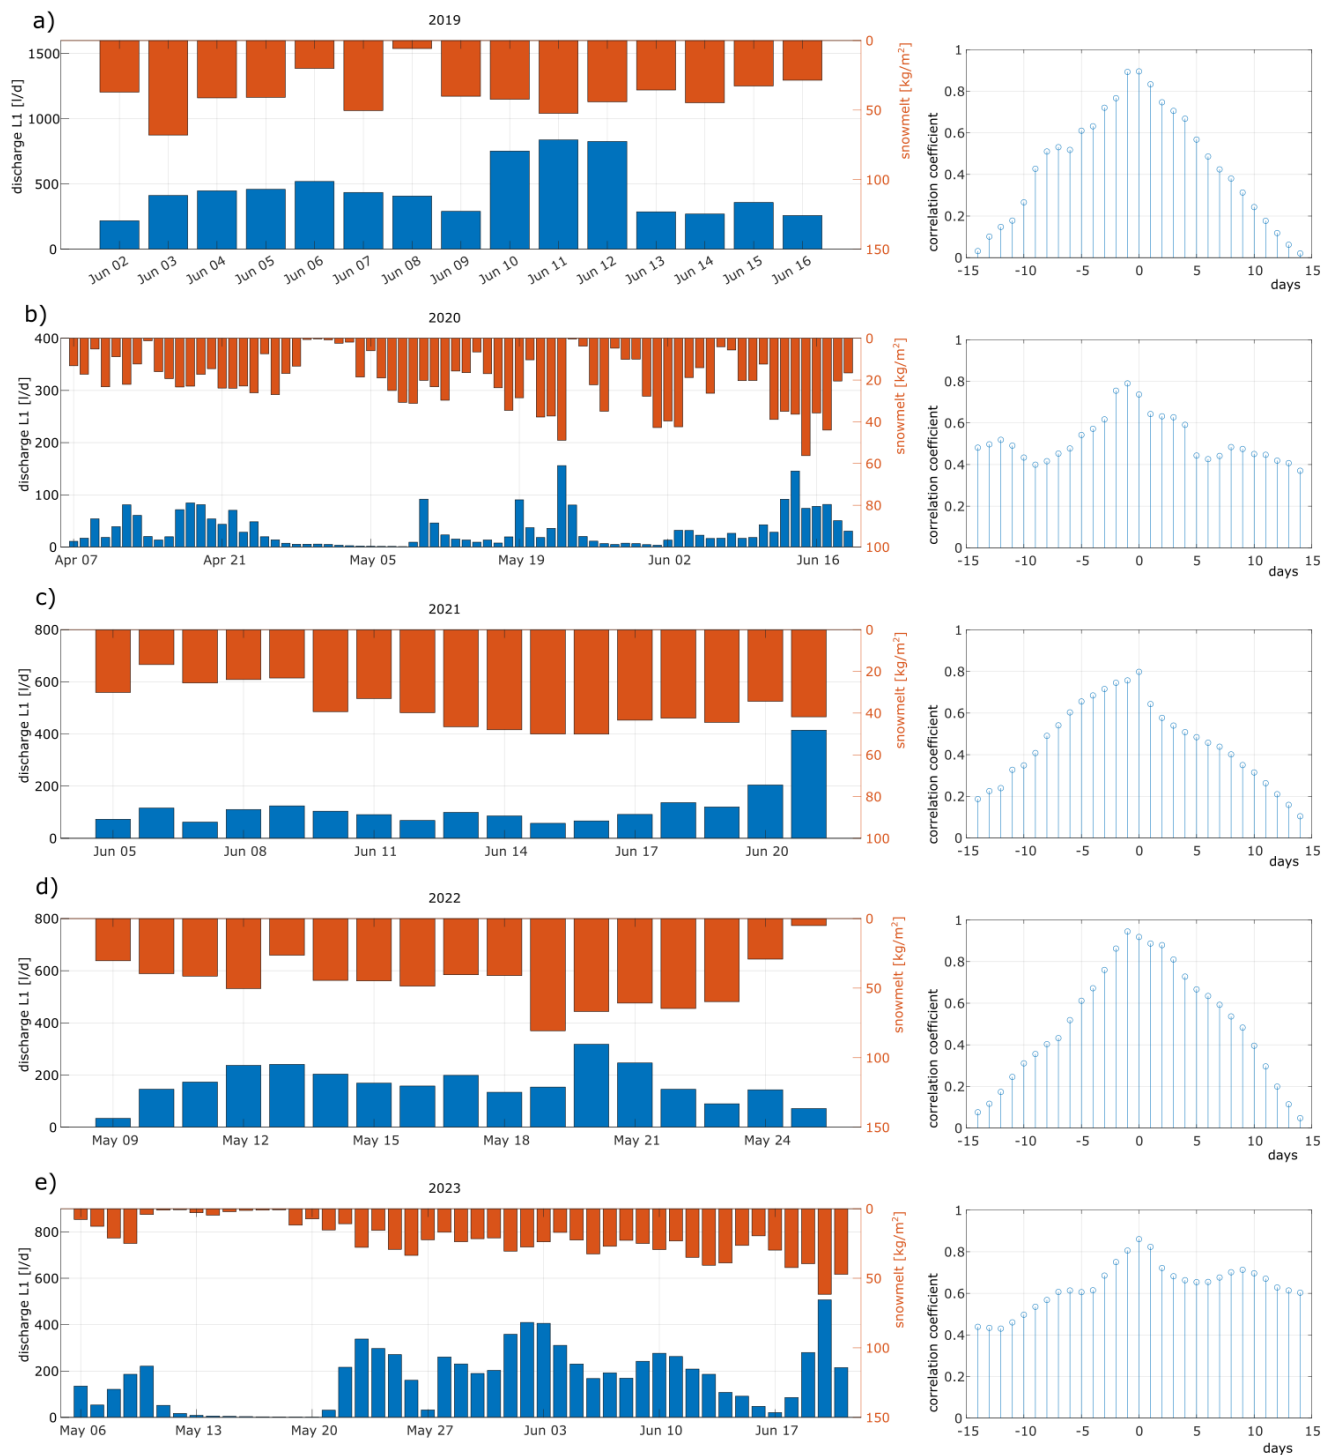 a)
2019
discharge L1 [l/d]
1500
1000
500
0
0
50
100
150
snowmelt [kg/m²]
Jun 02 Jun 03 Jun 04 Jun 05 Jun 06 Jun 07 Jun 08 Jun 09 Jun 10 Jun 11 Jun 12 Jun 13 Jun 14 Jun 15 Jun 16
correlation coefficient
1
0.8
0.6
0.4
0.2
0
-15 -10 -5 0 5 10 15
days
b)
2020
discharge L1 [l/d]
400
300
200
100
0
0
20
40
60
80
100
snowmelt [kg/m²]
Apr 07 Apr 21 May 05 May 19 Jun 02 Jun 16
correlation coefficient
1
0.8
0.6
0.4
0.2
0
-15 -10 -5 0 5 10 15
days
c)
2021
discharge L1 [l/d]
800
600
400
200
0
0
20
40
60
80
100
snowmelt [kg/m²]
Jun 05 Jun 08 Jun 11 Jun 14 Jun 17 Jun 20
correlation coefficient
1
0.8
0.6
0.4
0.2
0
-15 -10 -5 0 5 10 15
days
d)
2022
discharge L1 [l/d]
800
600
400
200
0
0
50
100
150
snowmelt [kg/m²]
May 09 May 12 May 15 May 18 May 21 May 24
correlation coefficient
1
0.8
0.6
0.4
0.2
0
-15 -10 -5 0 5 10 15
days
e)
2023
discharge L1 [l/d]
800
600
400
200
0
0
50
100
150
snowmelt [kg/m²]
May 06 May 13 May 20 May 27 Jun 03 Jun 10 Jun 17
correlation coefficient
1
0.8
0.6
0.4
0.2
0
-15 -10 -5 0 5 10 15
days